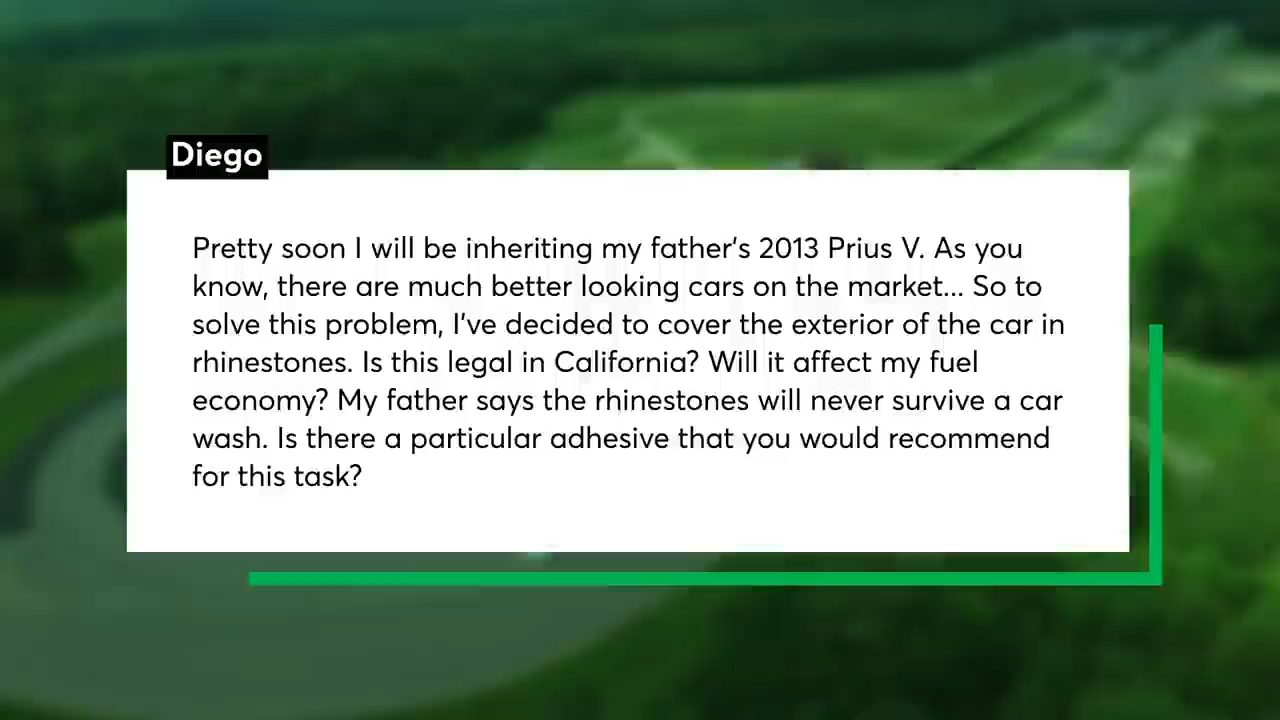 Diego
Pretty soon I will be inheriting my father's 2013 Prius V. As you
know, there are much better looking cars on the market... So to
solve this problem, I've decided to cover the exterior of the car in
rhinestones. Is this legal in California? Will it affect my fuel
economy? My father says the rhinestones will never survive a car
wash. Is there a particular adhesive that you would recommend
for this task?